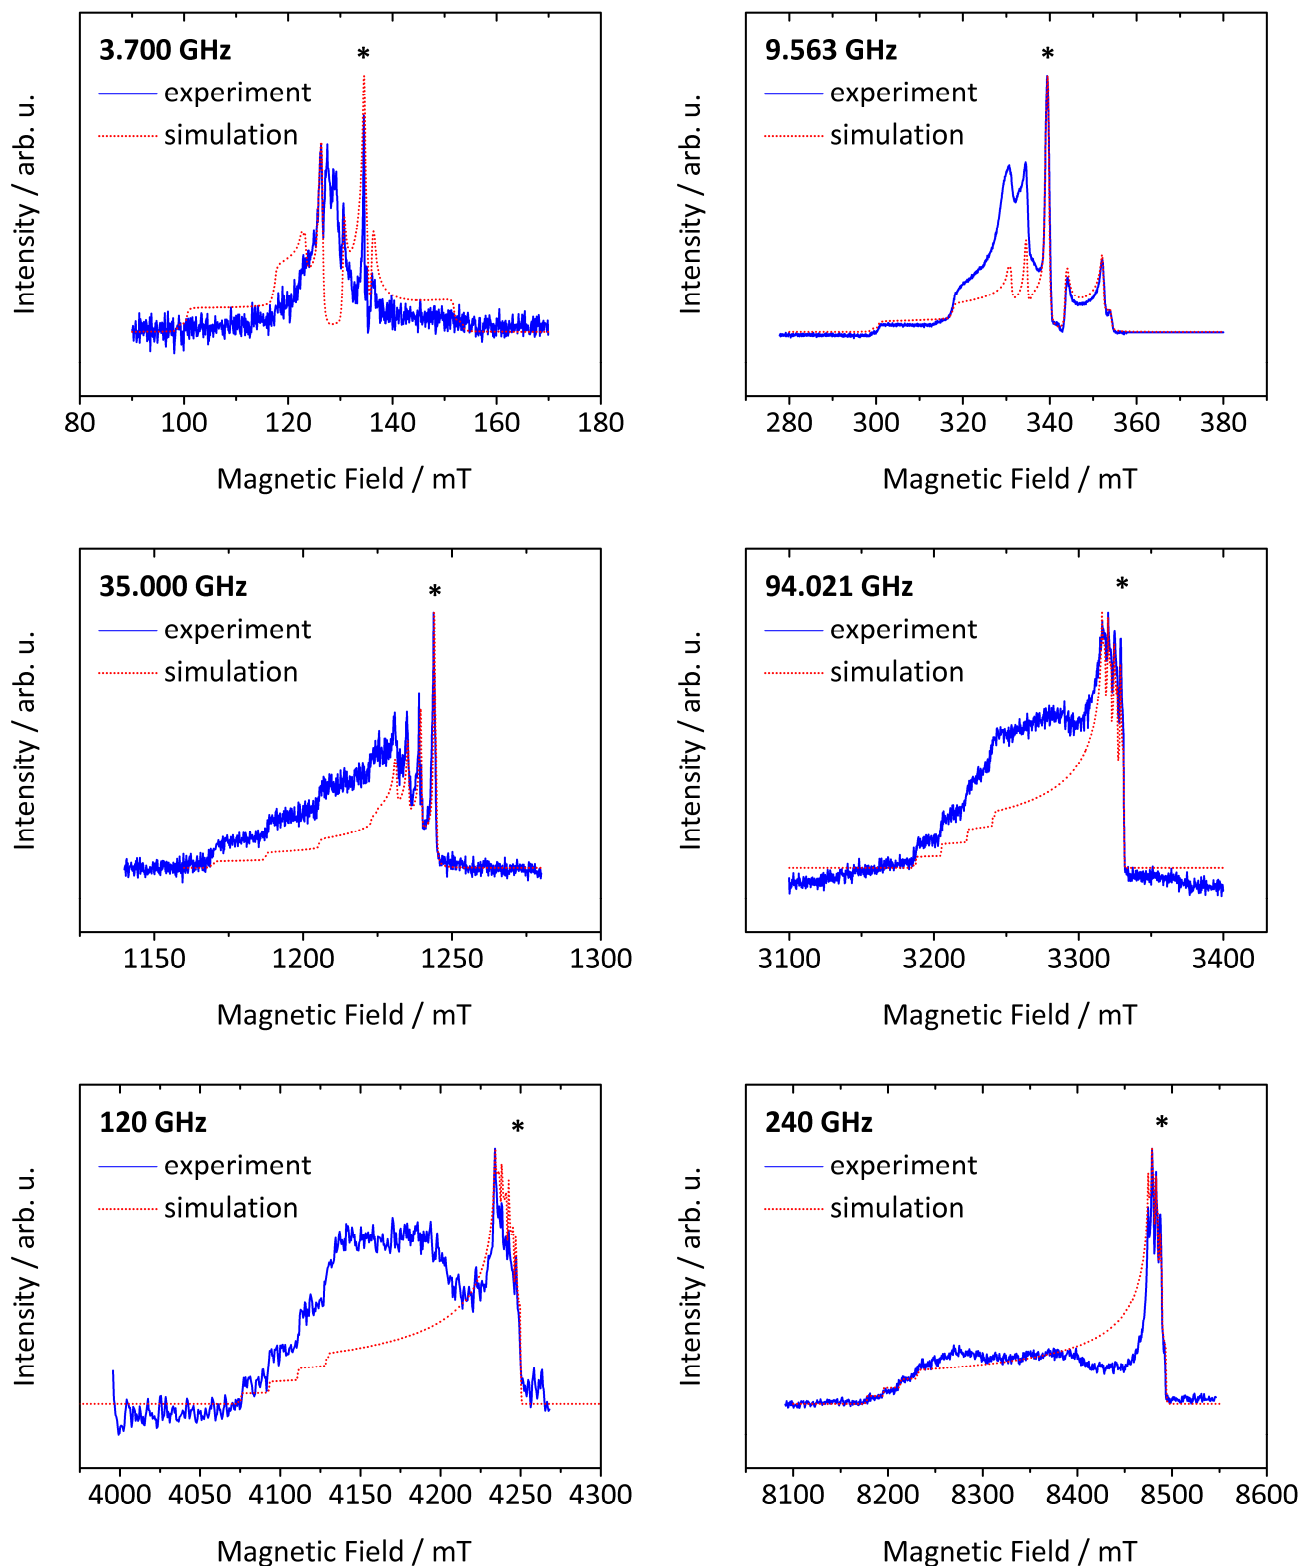 3.700 GHz
*
experiment
simulation
Intensity / arb. u.
80 100 120 140 160 180
Magnetic Field / mT
9.563 GHz
*
experiment
simulation
Intensity / arb. u.
280 300 320 340 360 380
Magnetic Field / mT
35.000 GHz
*
experiment
simulation
Intensity / arb. u.
1150 1200 1250 1300
Magnetic Field / mT
94.021 GHz
*
experiment
simulation
Intensity / arb. u.
3100 3200 3300 3400
Magnetic Field / mT
120 GHz
*
experiment
simulation
Intensity / arb. u.
4000 4050 4100 4150 4200 4250 4300
Magnetic Field / mT
240 GHz
*
experiment
simulation
Intensity / arb. u.
8100 8200 8300 8400 8500 8600
Magnetic Field / mT